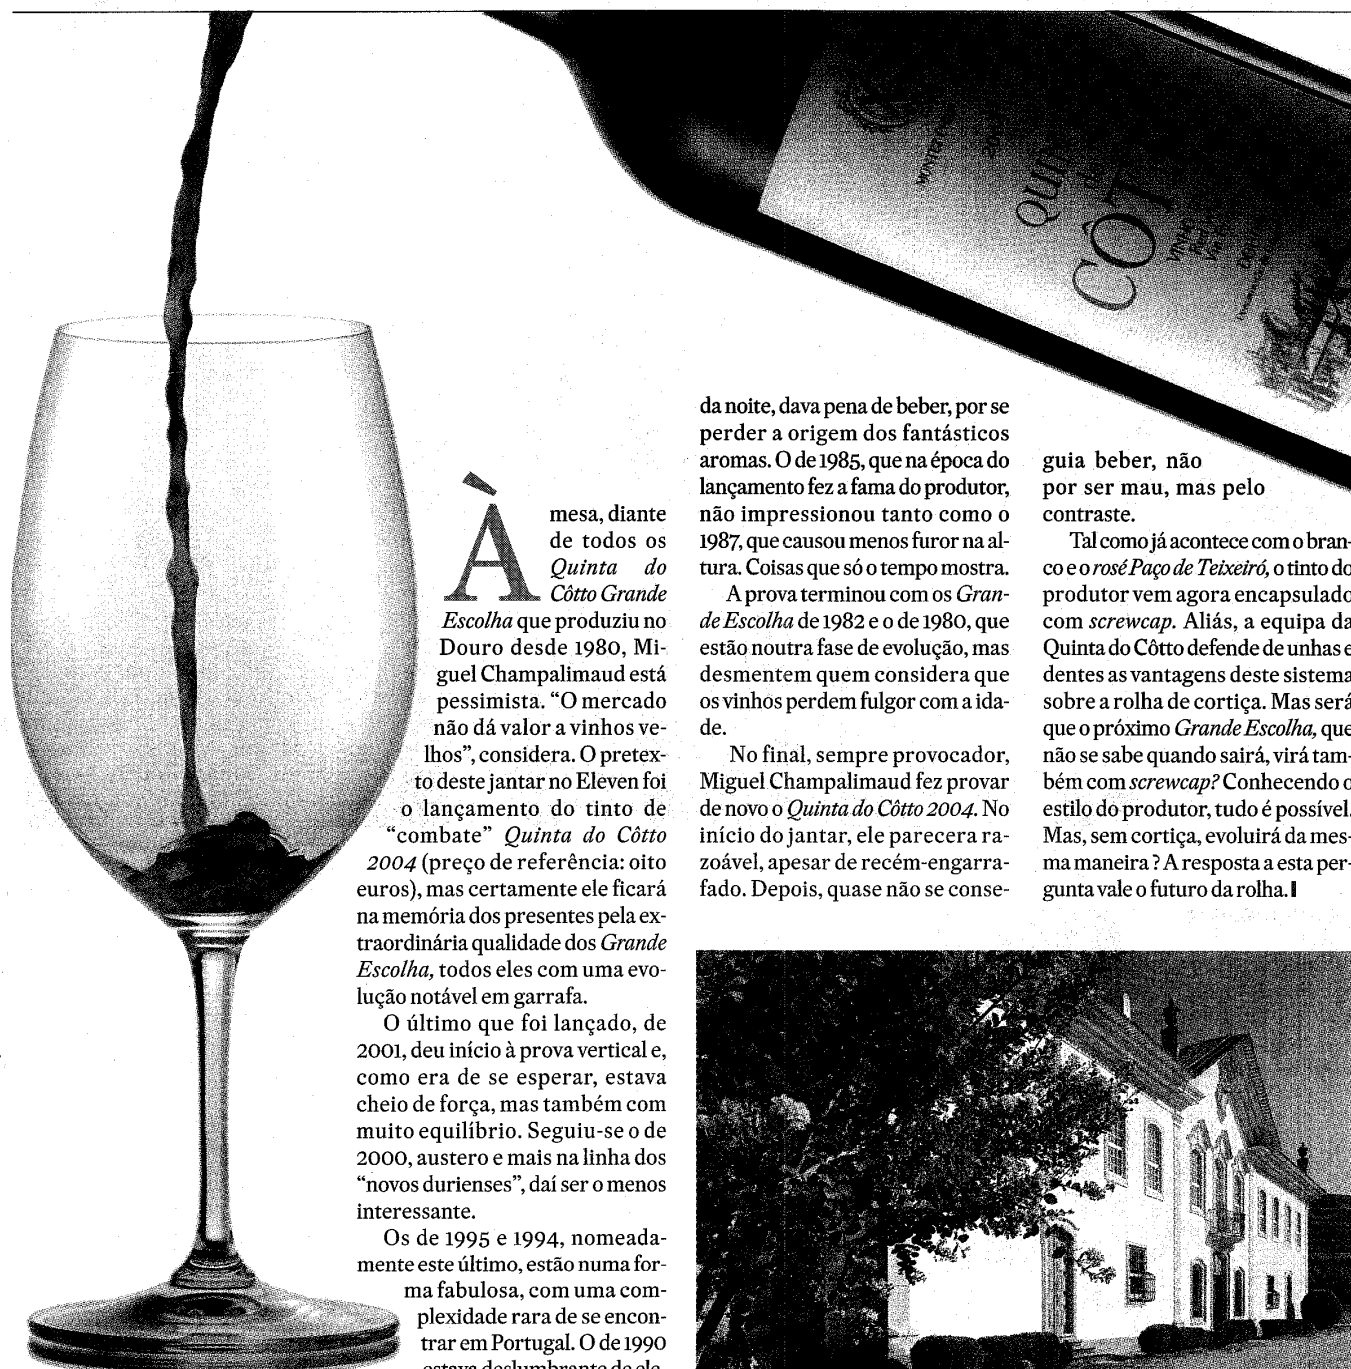 QUIN
CÔT
VINHO
À
mesa, diante
de todos os
Quinta do
Côtto Grande
Escolha que produziu no
Douro desde 1980, Mi-
guel Champalimaud está
pessimista. “O mercado
não dá valor a vinhos ve-
lhos”, considera. O pretex-
to deste jantar no Eleven foi
o lançamento do tinto de
“combate” Quinta do Côtto
2004 (preço de referência: oito
euros), mas certamente ele ficará
na memória dos presentes pela ex-
traordinária qualidade dos Grande
Escolha, todos eles com uma evo-
lução notável em garrafa.
O último que foi lançado, de
2001, deu início à prova vertical e,
como era de se esperar, estava
cheio de força, mas também com
muito equilíbrio. Seguiu-se o de
2000, austero e mais na linha dos
“novos durienses”, daí ser o menos
interessante.
Os de 1995 e 1994, nomeada-
mente este último, estão numa for-
ma fabulosa, com uma com-
plexidade rara de se encon-
trar em Portugal. O de 1990
estava deslumbrante de ele-
da noite, dava pena de beber, por se
perder a origem dos fantásticos
aromas. O de 1985, que na época do
lançamento fez a fama do produtor,
não impressionou tanto como o
1987, que causou menos furor na al-
tura. Coisas que só o tempo mostra.
A prova terminou com os Gran-
de Escolha de 1982 e o de 1980, que
estão noutra fase de evolução, mas
desmentem quem considera que
os vinhos perdem fulgor com a ida-
de.
No final, sempre provocador,
Miguel Champalimaud fez provar
de novo o Quinta do Côtto 2004. No
início do jantar, ele parecera ra-
zoável, apesar de recém-engarra-
fado. Depois, quase não se conse-
guia beber, não
por ser mau, mas pelo
contraste.
Tal como já acontece com o bran-
co e o rosé Paço de Teixeiró, o tinto do
produtor vem agora encapsulado
com screwcap. Aliás, a equipa da
Quinta do Côtto defende de unhas e
dentes as vantagens deste sistema
sobre a rolha de cortiça. Mas será
que o próximo Grande Escolha, que
não se sabe quando sairá, virá tam-
bém com screwcap? Conhecendo o
estilo do produtor, tudo é possível.
Mas, sem cortiça, evoluirá da mes-
ma maneira ? A resposta a esta per-
gunta vale o futuro da rolha.